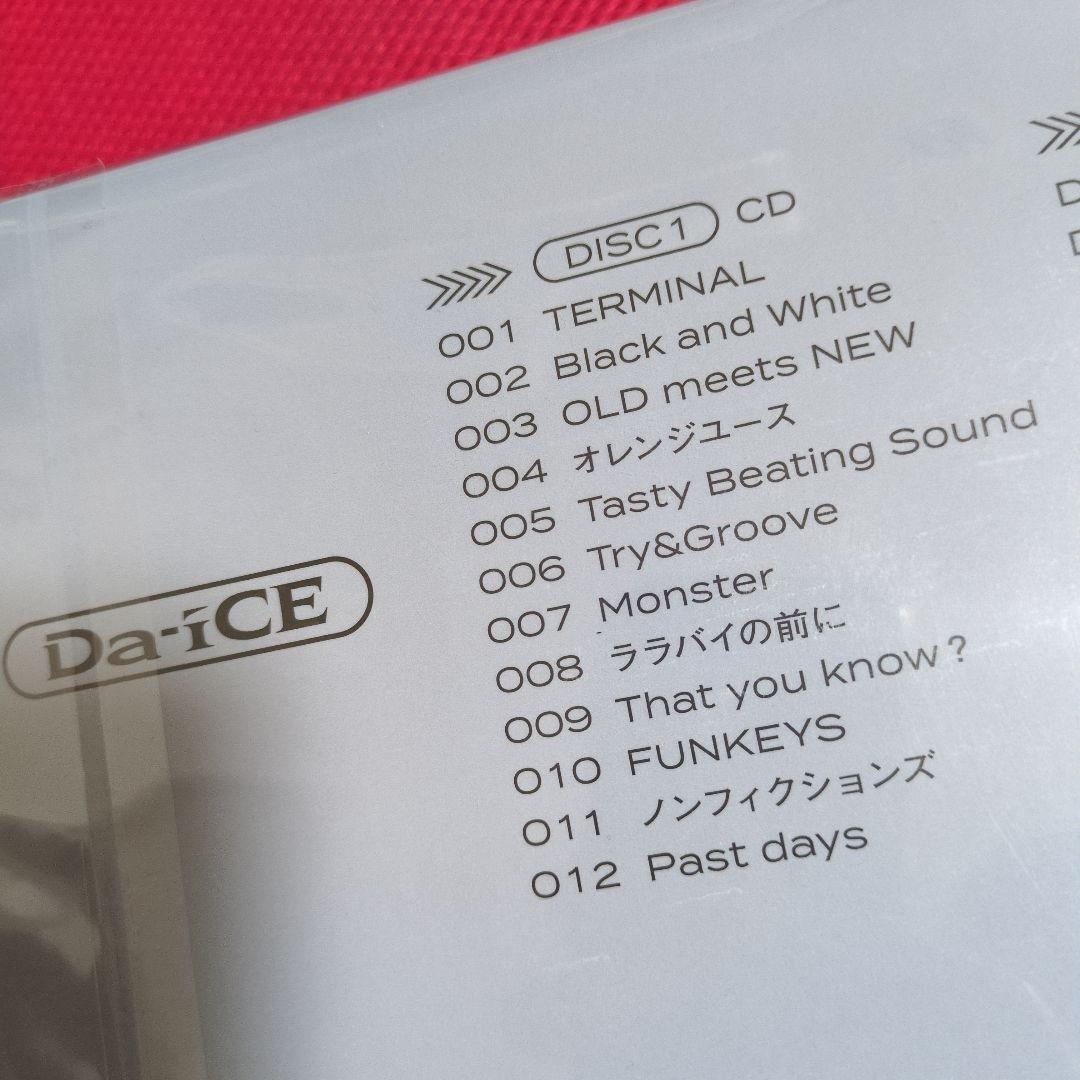 DISC 1 CD
001 TERMINAL
002 Black and White
003 OLD meets NEW
004 オレンジユース
005 Tasty Beating Sound
006 Try&Groove
007 Monster
008 ララバイの前に
009 That you know?
010 FUNKEYS
011 ノンフィクションズ
012 Past days
Da-iCE